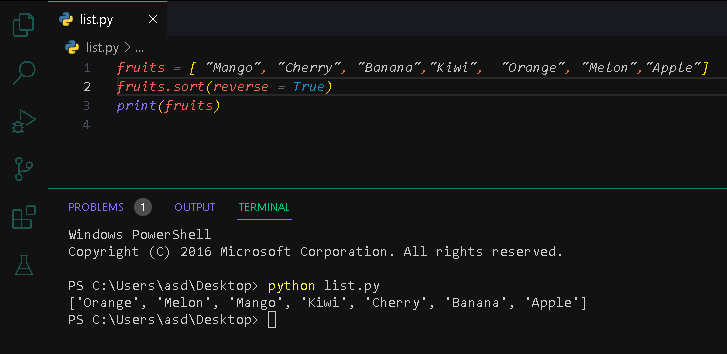 list.py ×
list.py > ...
1 fruits = [ "Mango", "Cherry", "Banana","Kiwi",  "Orange", "Melon","Apple"]
2 fruits.sort(reverse = True)
3 print(fruits)
4
PROBLEMS 1 OUTPUT TERMINAL
Windows PowerShell
Copyright (C) 2016 Microsoft Corporation. All rights reserved.
PS C:\Users\asd\Desktop> python list.py
['Orange', 'Melon', 'Mango', 'Kiwi', 'Cherry', 'Banana', 'Apple']
PS C:\Users\asd\Desktop>